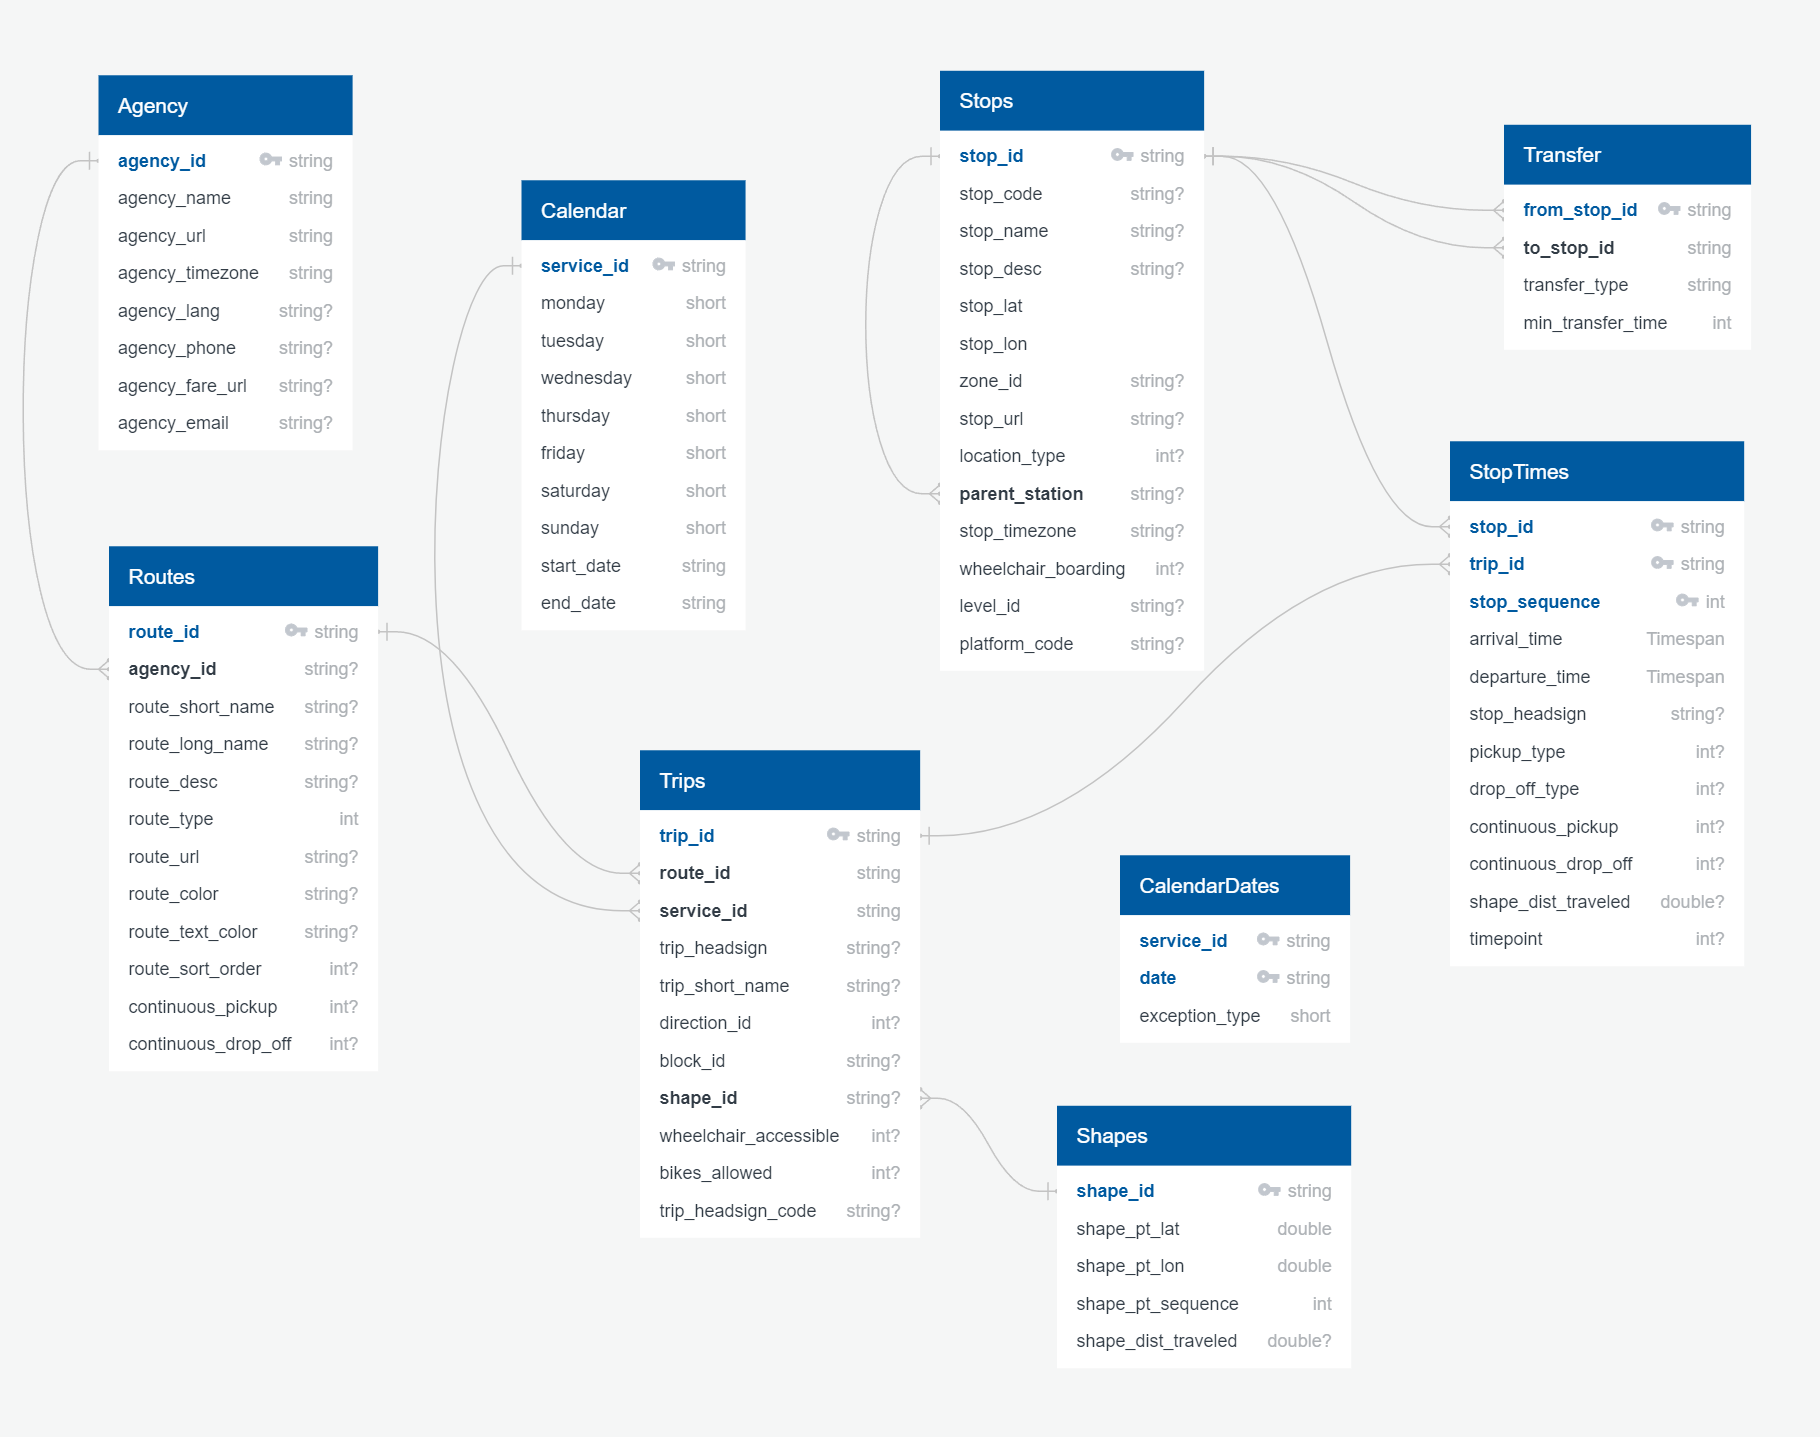 Agency
agency_id string
agency_name string
agency_url string
agency_timezone string
agency_lang string?
agency_phone string?
agency_fare_url string?
agency_email string?
Calendar
service_id string
monday short
tuesday short
wednesday short
thursday short
friday short
saturday short
sunday short
start_date string
end_date string
Stops
stop_id string
stop_code string?
stop_name string?
stop_desc string?
stop_lat
stop_lon
zone_id string?
stop_url string?
location_type int?
parent_station string?
stop_timezone string?
wheelchair_boarding int?
level_id string?
platform_code string?
Transfer
from_stop_id string
to_stop_id string
transfer_type string
min_transfer_time int
StopTimes
stop_id string
trip_id string
stop_sequence int
arrival_time Timespan
departure_time Timespan
stop_headsign string?
pickup_type int?
drop_off_type int?
continuous_pickup int?
continuous_drop_off int?
shape_dist_traveled double?
timepoint int?
Routes
route_id string
agency_id string?
route_short_name string?
route_long_name string?
route_desc string?
route_type int
route_url string?
route_color string?
route_text_color string?
route_sort_order int?
continuous_pickup int?
continuous_drop_off int?
Trips
trip_id string
route_id string
service_id string
trip_headsign string?
trip_short_name string?
direction_id int?
block_id string?
shape_id string?
wheelchair_accessible int?
bikes_allowed int?
trip_headsign_code string?
CalendarDates
service_id string
date string
exception_type short
Shapes
shape_id string
shape_pt_lat double
shape_pt_lon double
shape_pt_sequence int
shape_dist_traveled double?